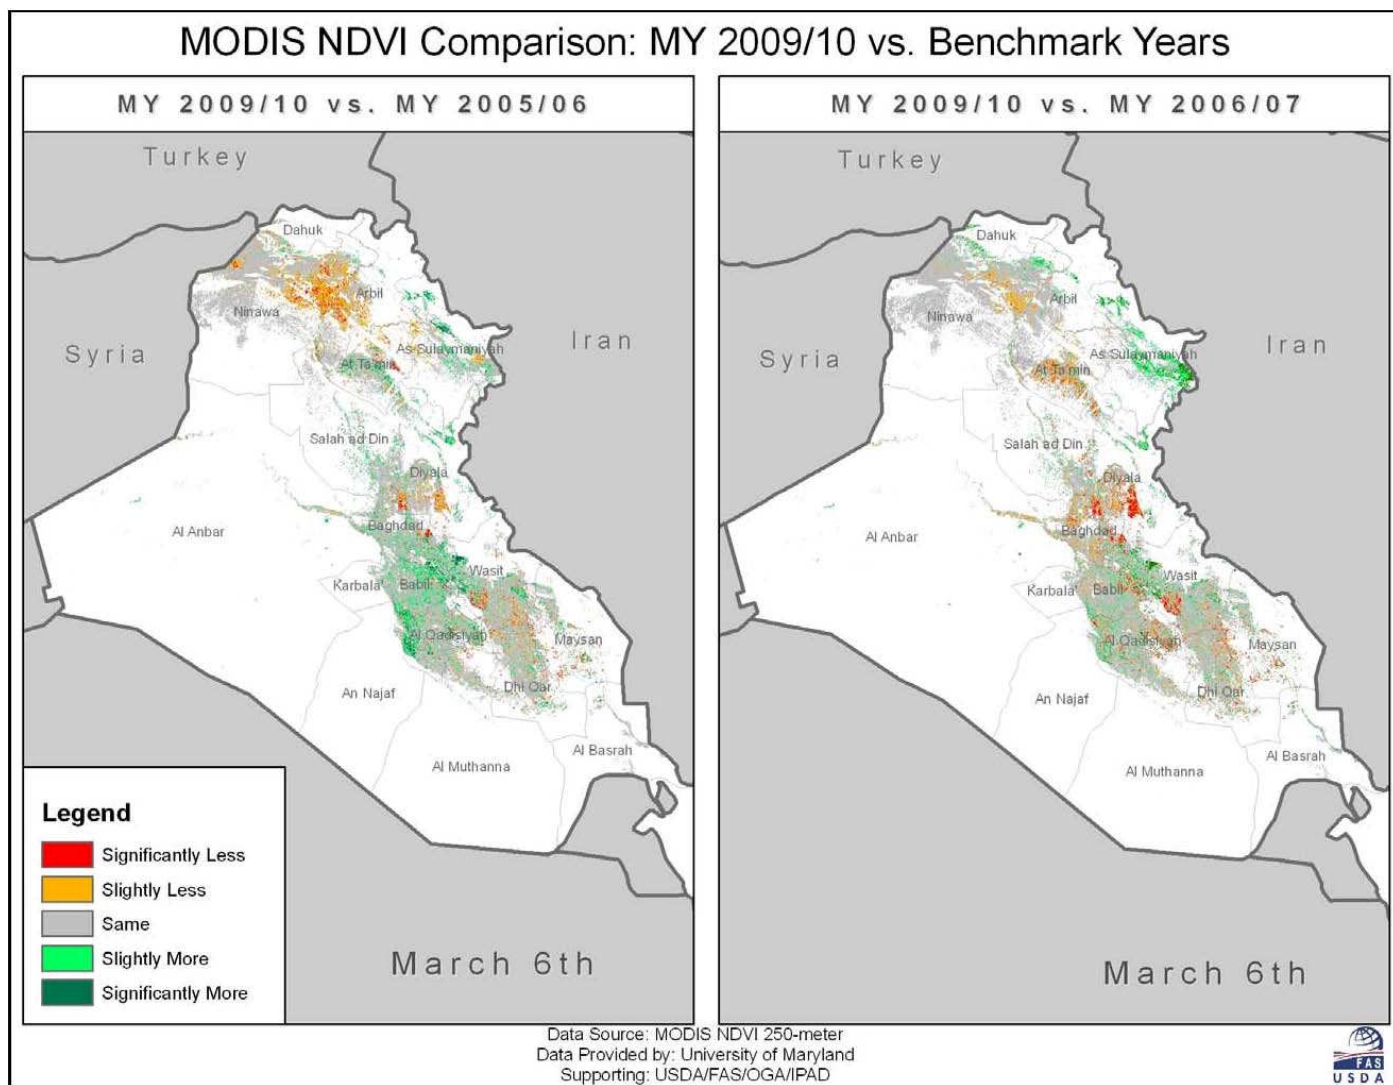 MODIS NDVI Comparison: MY 2009/10 vs. Benchmark Years
MY 2009/10 vs. MY 2005/06
Turkey
Syria
Iran
Dahuk
Arbil
Ninawa
As Sulaymaniyah
At Ta'min
Salah ad Din
Diyala
Al Anbar
Baghdad
Wasit
Karbala'
Babil
Al Qadisiyah
Maysan
An Najaf
Dhi Qar
Al Muthanna
Al Basrah
Legend
Significantly Less
Slightly Less
Same
Slightly More
Significantly More
March 6th
MY 2009/10 vs. MY 2006/07
Turkey
Syria
Iran
Dahuk
Arbil
Ninawa
As Sulaymaniyah
At Ta'min
Salah ad Din
Diyala
Al Anbar
Baghdad
Wasit
Karbala'
Babil
Al Qadisiyah
Maysan
An Najaf
Dhi Qar
Al Muthanna
Al Basrah
March 6th
Data Source: MODIS NDVI 250-meter
Data Provided by: University of Maryland
Supporting: USDA/FAS/OGA/IPAD
FAS
USDA